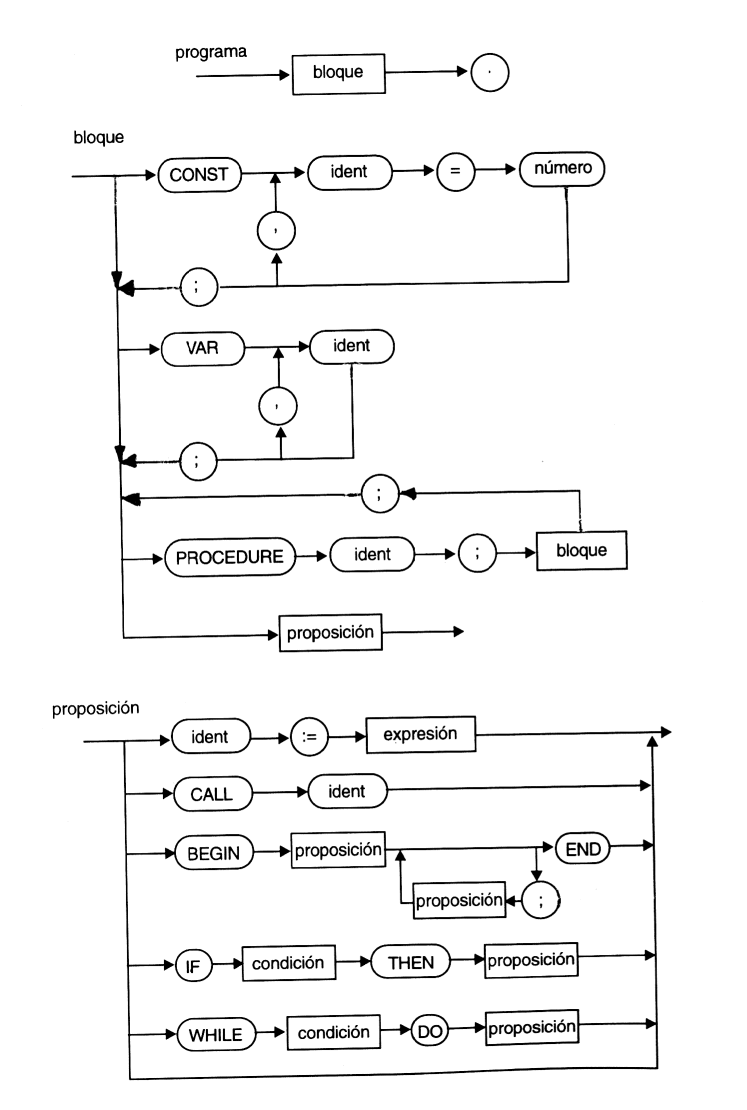 programa
bloque .
bloque
CONST ident = número
,
;
VAR ident
,
;
;
PROCEDURE ident ; bloque
proposición
proposición
ident := expresión
CALL ident
BEGIN proposición END
proposición ;
IF condición THEN proposición
WHILE condición DO proposición